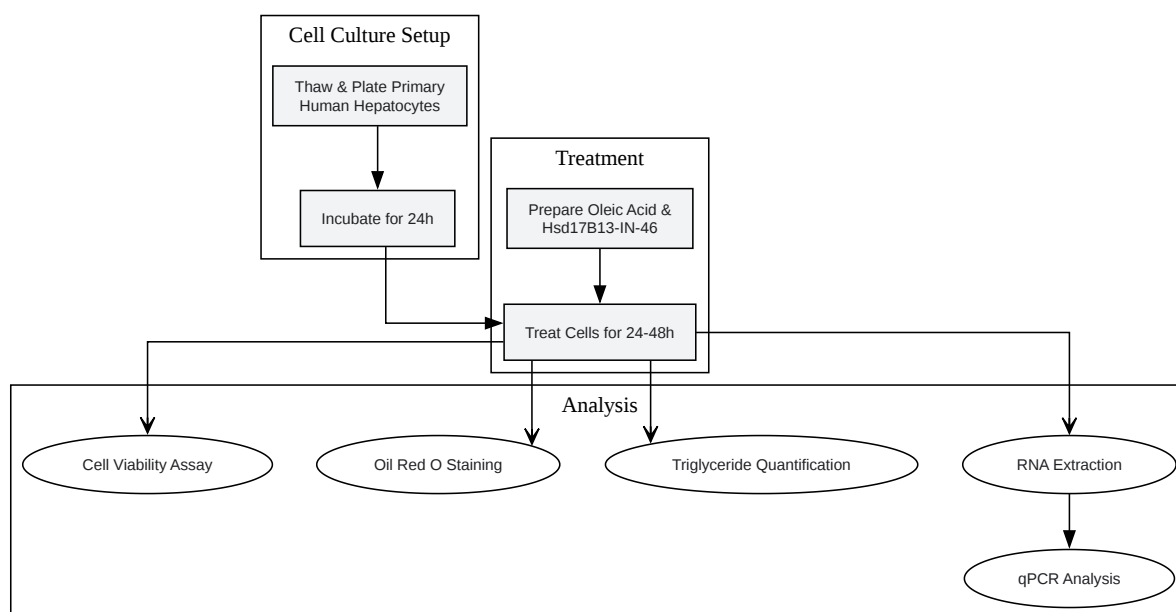 Cell Culture Setup
Thaw & Plate Primary
Human Hepatocytes
Incubate for 24h
Treatment
Prepare Oleic Acid &
Hsd17B13-IN-46
Treat Cells for 24-48h
Analysis
Cell Viability Assay
Oil Red O Staining
Triglyceride Quantification
RNA Extraction
qPCR Analysis